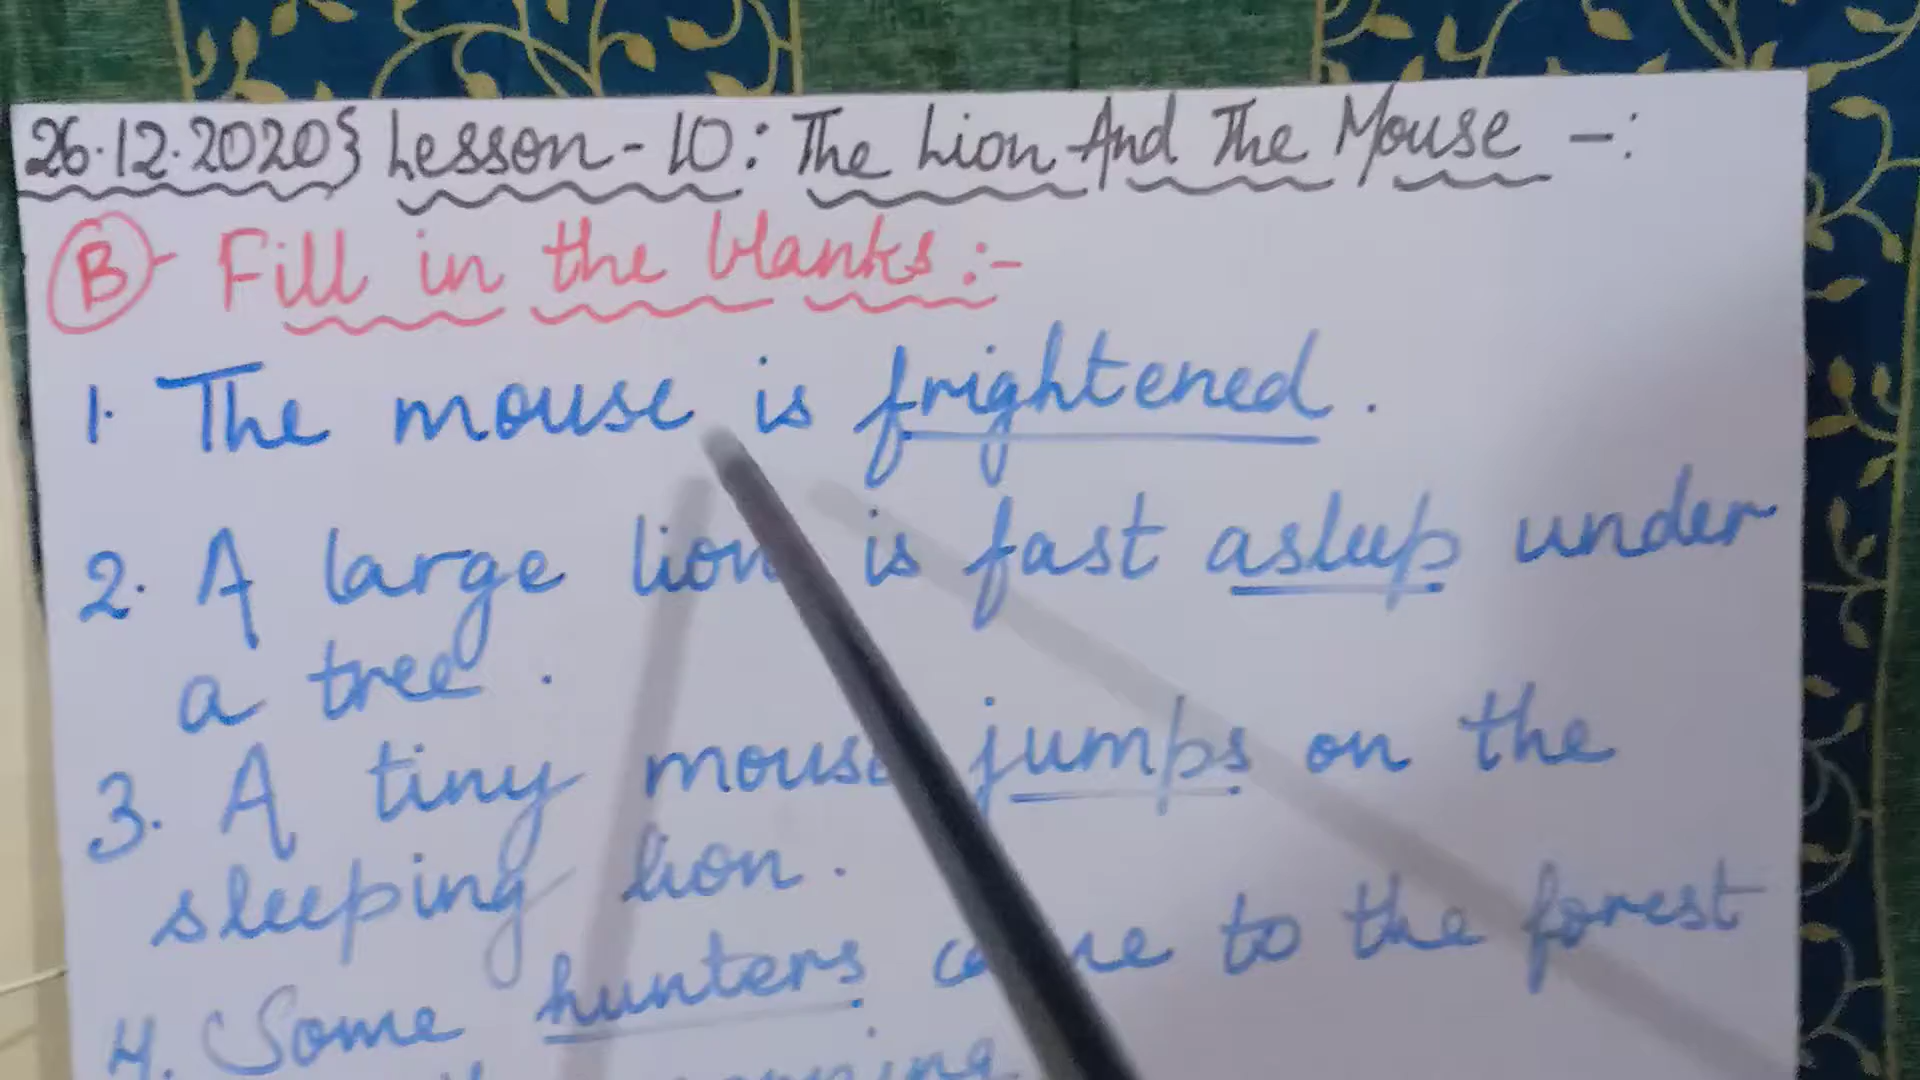 26.12.2020} Lesson-10: The Lion And The Mouse -:
B- Fill in the blanks:-
1. The mouse is frightened.
2. A large lion is fast asleep under
a tree.
3. A tiny mouse jumps on the
sleeping lion.
4. Some hunters come to the forest